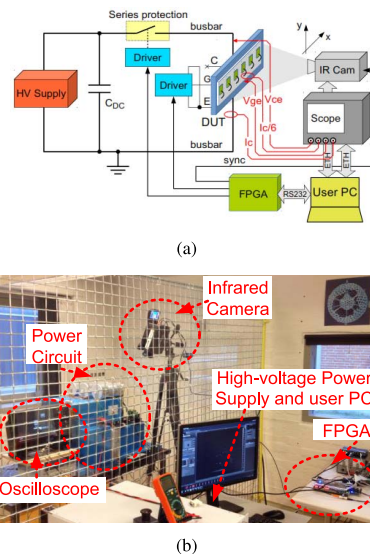 Series protection
busbar
y
x
Driver
IR Cam
C
HV Supply
Driver
G
CDC
E
Vge
Vce
DUT
Ic/6
Ic
Scope
busbar
ETH
ETH
sync
FPGA
RS232
User PC
(a)
Infrared
Camera
Power
Circuit
High-voltage Power
Supply and user PC
FPGA
Oscilloscope
(b)